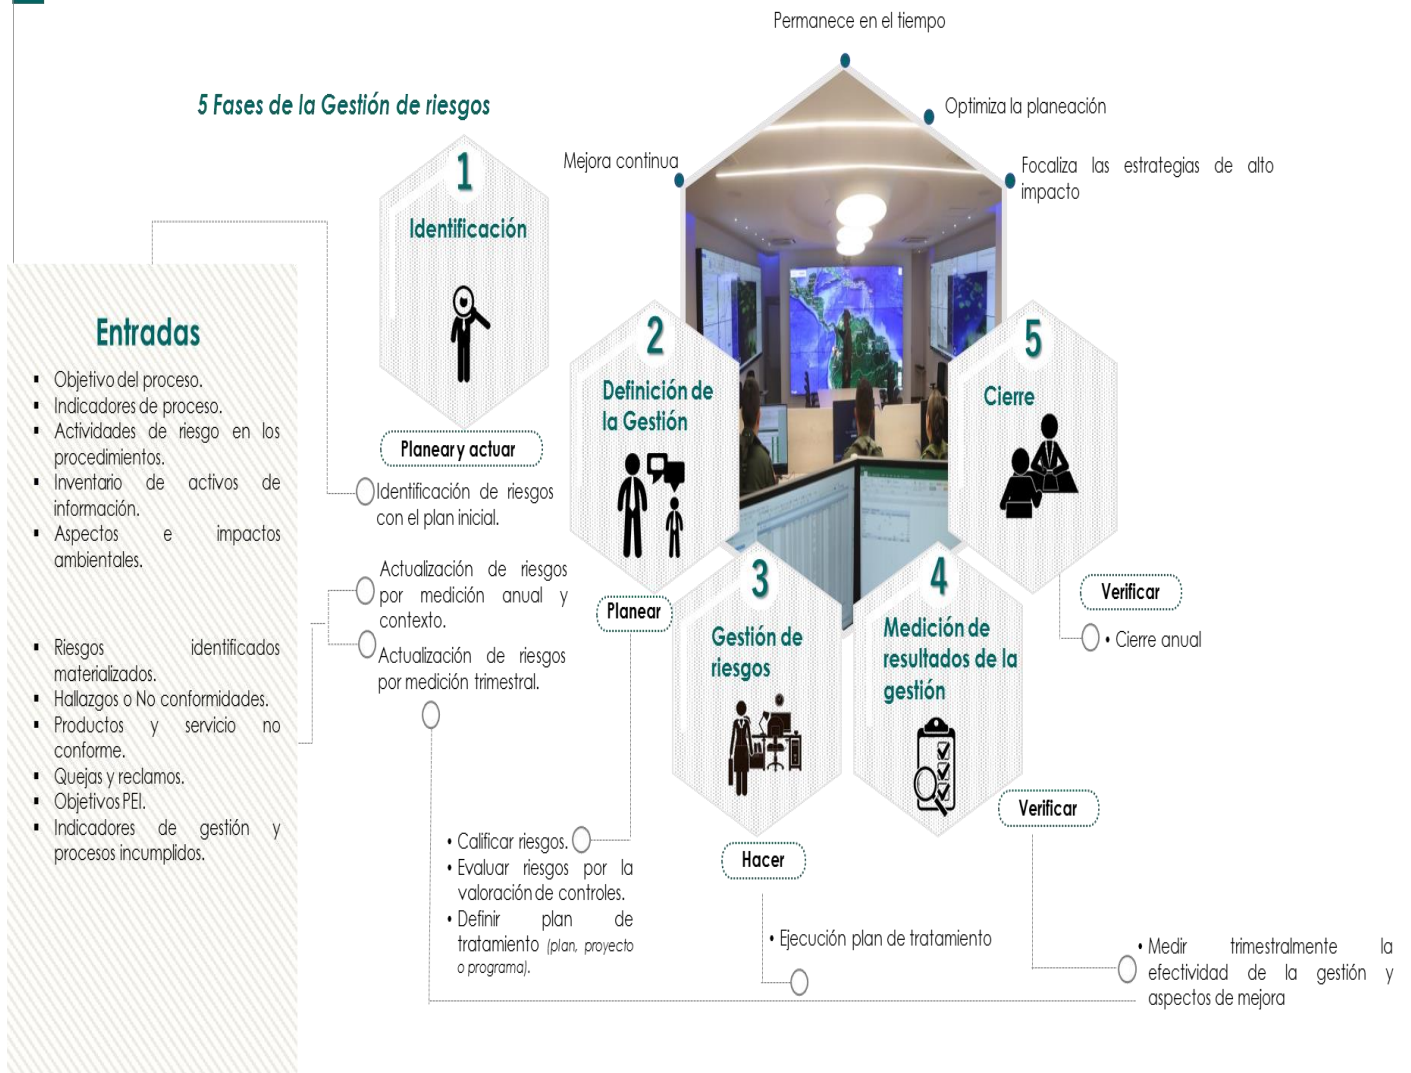 Permanece en el tiempo
Optimiza la planeación
Mejora continua
Focaliza las estrategias de alto
impacto
5 Fases de la Gestión de riesgos
1
Identificación
Planear y actuar
Identificación de riesgos
con el plan inicial.
Actualización de riesgos
por medición anual y
contexto.
Actualización de riesgos
por medición trimestral.
Entradas
▪ Objetivo del proceso.
▪ Indicadores de proceso.
▪ Actividades de riesgo en los
procedimientos.
▪ Inventario de activos de
información.
▪ Aspectos e impactos
ambientales.
▪ Riesgos identificados
materializados.
▪ Hallazgos o No conformidades.
▪ Productos y servicio no
conforme.
▪ Quejas y reclamos.
▪ Objetivos PEI.
▪ Indicadores de gestión y
procesos incumplidos.
2
Definición de
la Gestión
Planear
• Calificar riesgos.
• Evaluar riesgos por la
valoración de controles.
• Definir plan de
tratamiento (plan, proyecto
o programa).
3
Gestión de
riesgos
Hacer
• Ejecución plan de tratamiento
4
Medición de
resultados de la
gestión
Verificar
• Medir trimestralmente la
efectividad de la gestión y
aspectos de mejora
5
Cierre
Verificar
• Cierre anual